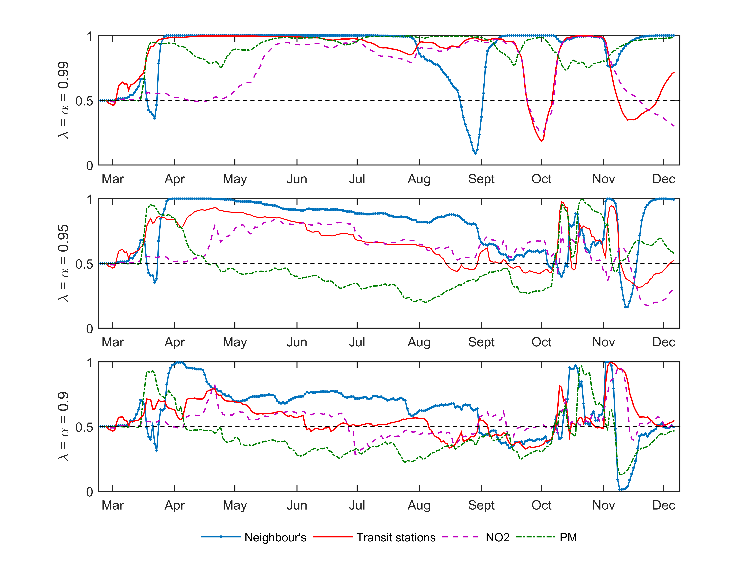 1
0.5
0
λ = α = 0.99
Mar Apr May Jun Jul Aug Sept Oct Nov Dec
1
0.5
0
λ = α = 0.95
Mar Apr May Jun Jul Aug Sept Oct Nov Dec
1
0.5
0
λ = α = 0.9
Mar Apr May Jun Jul Aug Sept Oct Nov Dec
Neighbour's Transit stations NO2 PM